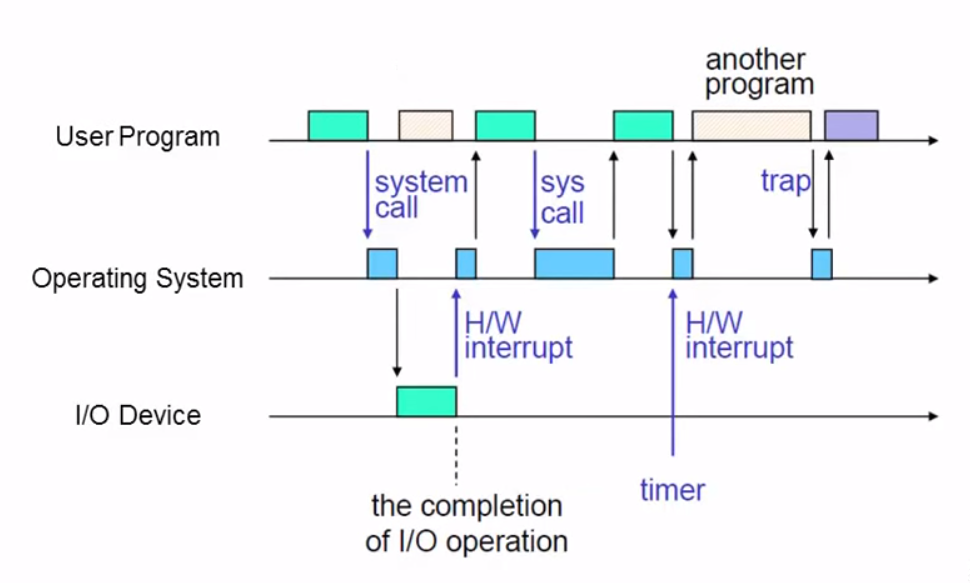 another
program
User Program
system
call
sys
call
trap
Operating System
H/W
interrupt
H/W
interrupt
I/O Device
timer
the completion
of I/O operation